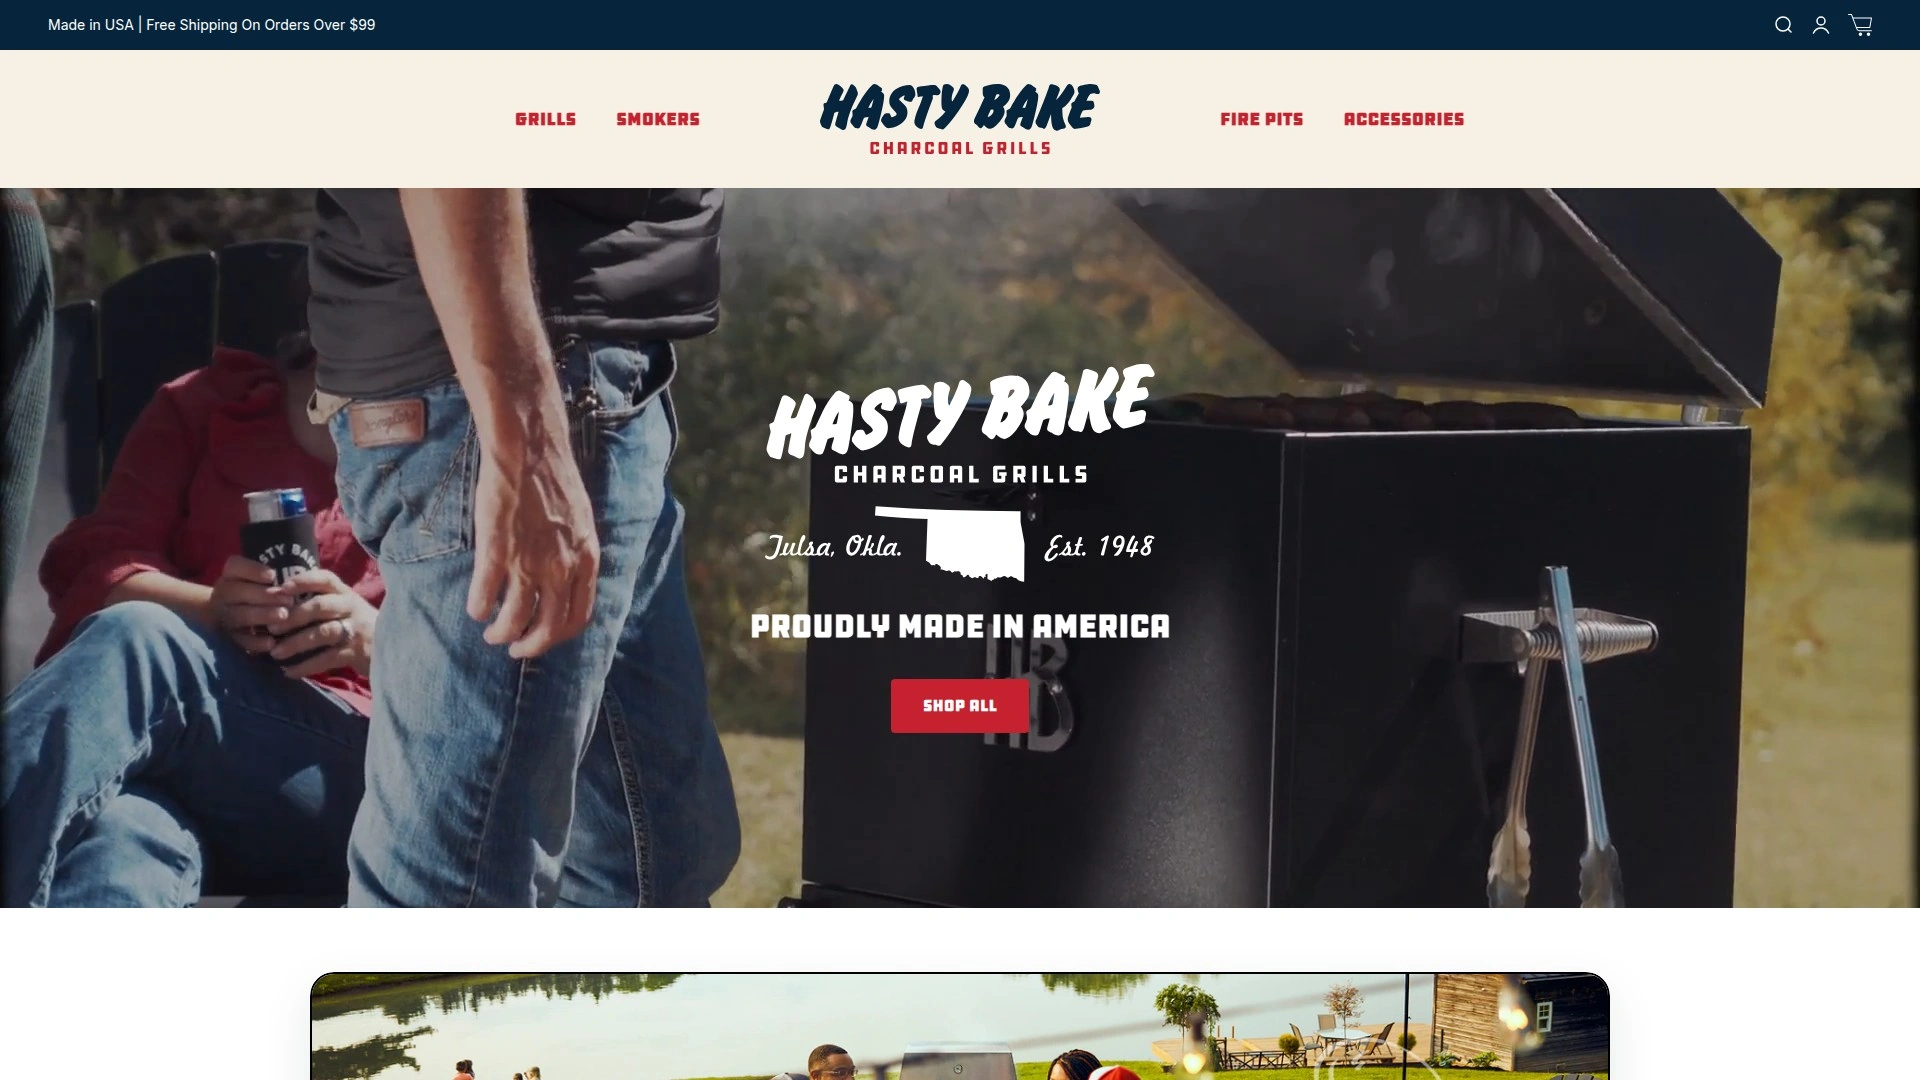 Made in USA | Free Shipping On Orders Over $99
GRILLS
SMOKERS
HASTY BAKE
CHARCOAL GRILLS
FIRE PITS
ACCESSORIES
HASTY BAKE
CHARCOAL GRILLS
Tulsa, Okla.
Est. 1948
PROUDLY MADE IN AMERICA
SHOP ALL
HB